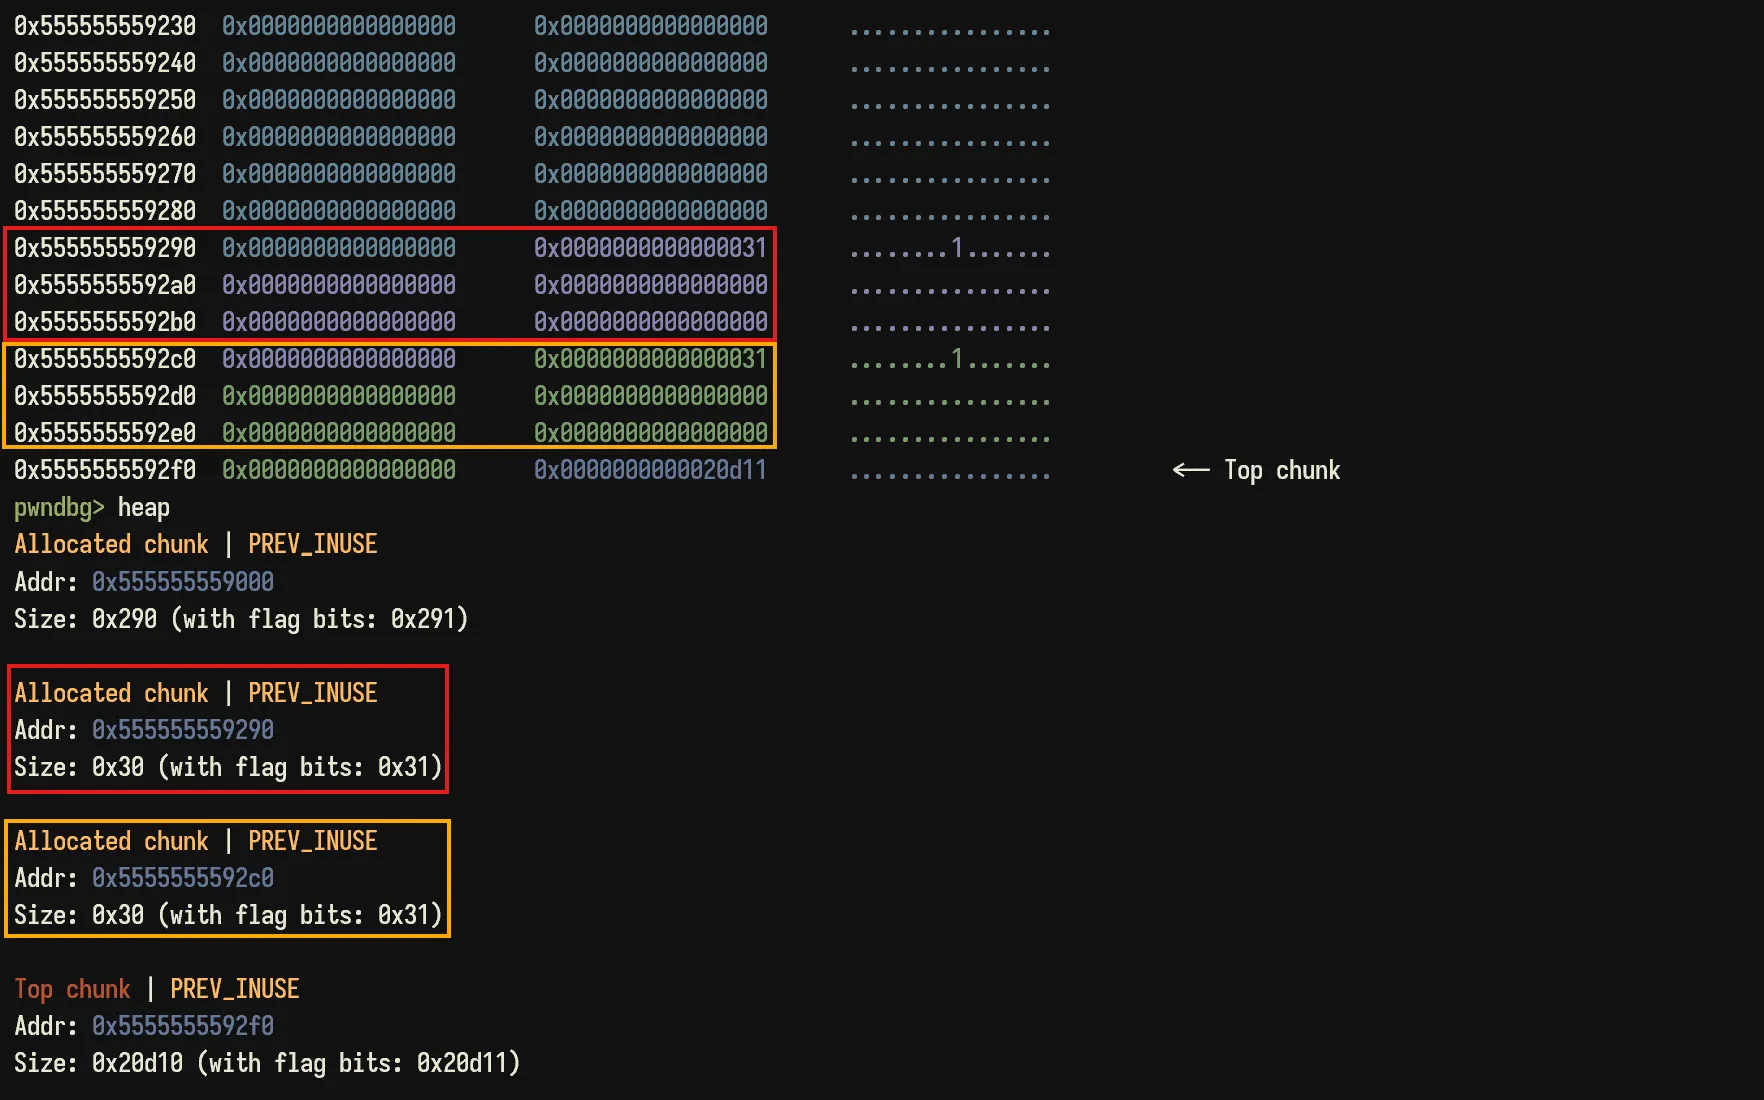 0x555555559230 0x0000000000000000 0x0000000000000000 ................
0x555555559240 0x0000000000000000 0x0000000000000000 ................
0x555555559250 0x0000000000000000 0x0000000000000000 ................
0x555555559260 0x0000000000000000 0x0000000000000000 ................
0x555555559270 0x0000000000000000 0x0000000000000000 ................
0x555555559280 0x0000000000000000 0x0000000000000000 ................
0x555555559290 0x0000000000000000 0x0000000000000031 ........1.......
0x5555555592a0 0x0000000000000000 0x0000000000000000 ................
0x5555555592b0 0x0000000000000000 0x0000000000000000 ................
0x5555555592c0 0x0000000000000000 0x0000000000000031 ........1.......
0x5555555592d0 0x0000000000000000 0x0000000000000000 ................
0x5555555592e0 0x0000000000000000 0x0000000000000000 ................
0x5555555592f0 0x0000000000000000 0x0000000000020d11 ................ <-- Top chunk
pwndbg> heap
Allocated chunk | PREV_INUSE
Addr: 0x555555559000
Size: 0x290 (with flag bits: 0x291)
Allocated chunk | PREV_INUSE
Addr: 0x555555559290
Size: 0x30 (with flag bits: 0x31)
Allocated chunk | PREV_INUSE
Addr: 0x5555555592c0
Size: 0x30 (with flag bits: 0x31)
Top chunk | PREV_INUSE
Addr: 0x5555555592f0
Size: 0x20d10 (with flag bits: 0x20d11)